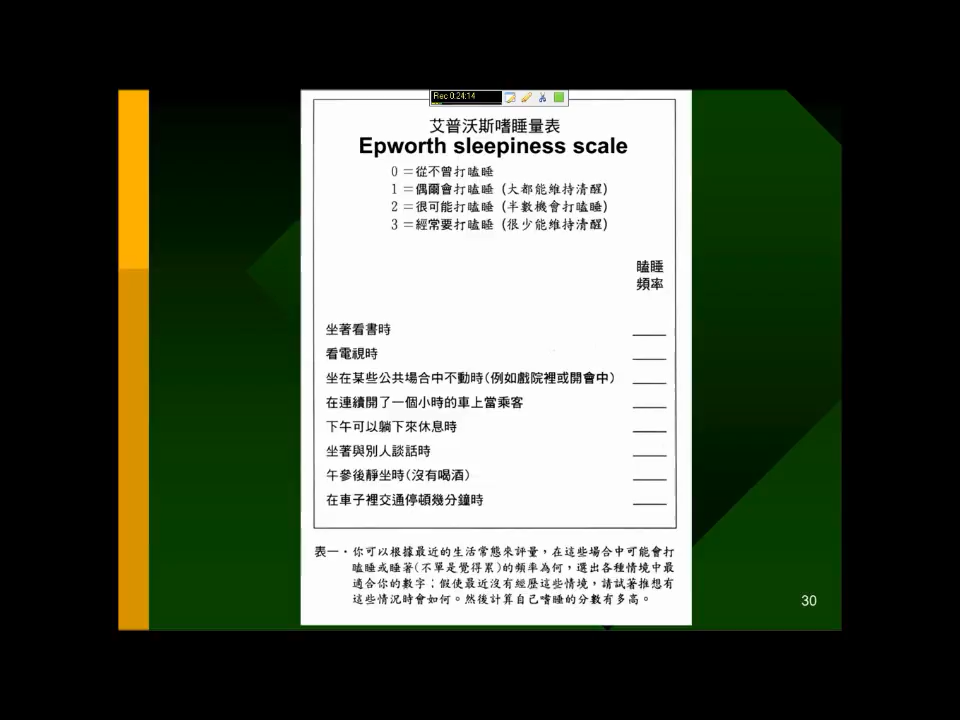 Rec 0:24:14
艾普沃斯嗜睡量表
Epworth sleepiness scale
0 =從不曾打瞌睡
1 =偶爾會打瞌睡 (大都能維持清醒)
2 =很可能打瞌睡 (半數機會打瞌睡)
3 =經常要打瞌睡 (很少能維持清醒)
瞌睡
頻率
坐著看書時
看電視時
坐在某些公共場合中不動時(例如戲院裡或開會中)
在連續開了一個小時的車上當乘客
下午可以躺下來休息時
坐著與別人談話時
午參後靜坐時(沒有喝酒)
在車子裡交通停頓幾分鐘時
表一.你可以根據最近的生活常態來評量,在這些場合中可能會打
瞌睡或睡著(不單是覺得累)的頻率為何,選出各種情境中最
適合你的數字;假使最近沒有經歷這些情境,請試著推想有
這些情況時會如何。然後計算自己嗜睡的分數有多高。
30